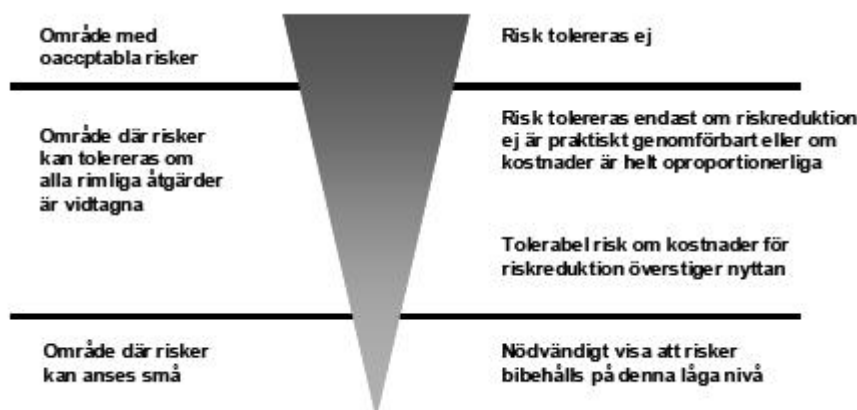 Område med
oaccptabla risker
Risk tolereras ej
Område där risker
kan tolereras om
alla rimliga åtgärder
är vidtagna
Risk tolereras endast om riskreduktion
ej är praktiskt genomförbart eller om
kostnader är helt oproportionerliga
Tolerabel risk om kostnader för
riskreduktion överstiger nyttan
Område där risker
kan anses små
Nödvändigt visa att risker
bibehålls på denna låga nivå